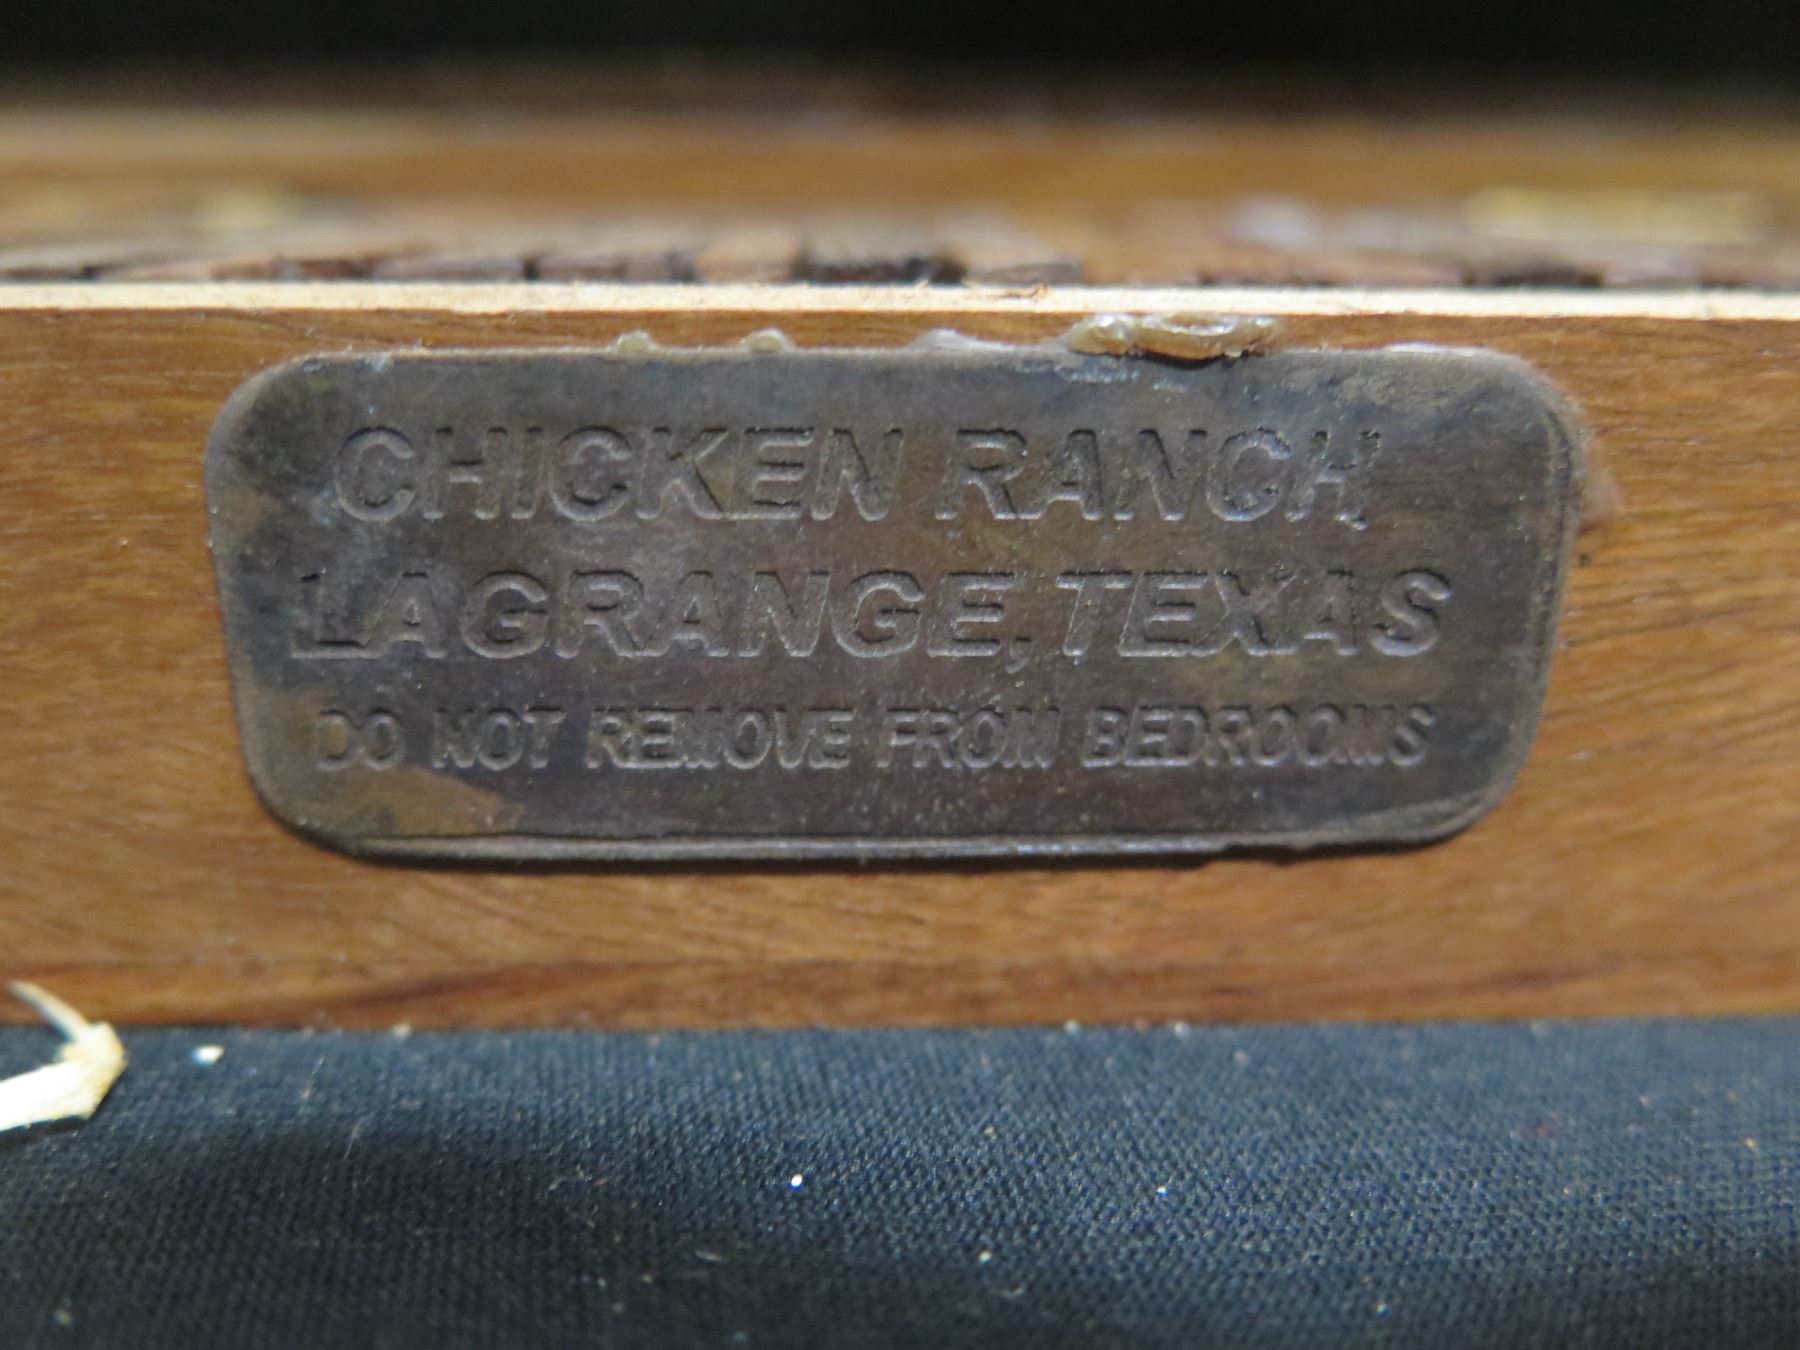 CHICKEN RANCH
LAGRANGE, TEXAS
DO NOT REMOVE FROM BEDROOMS